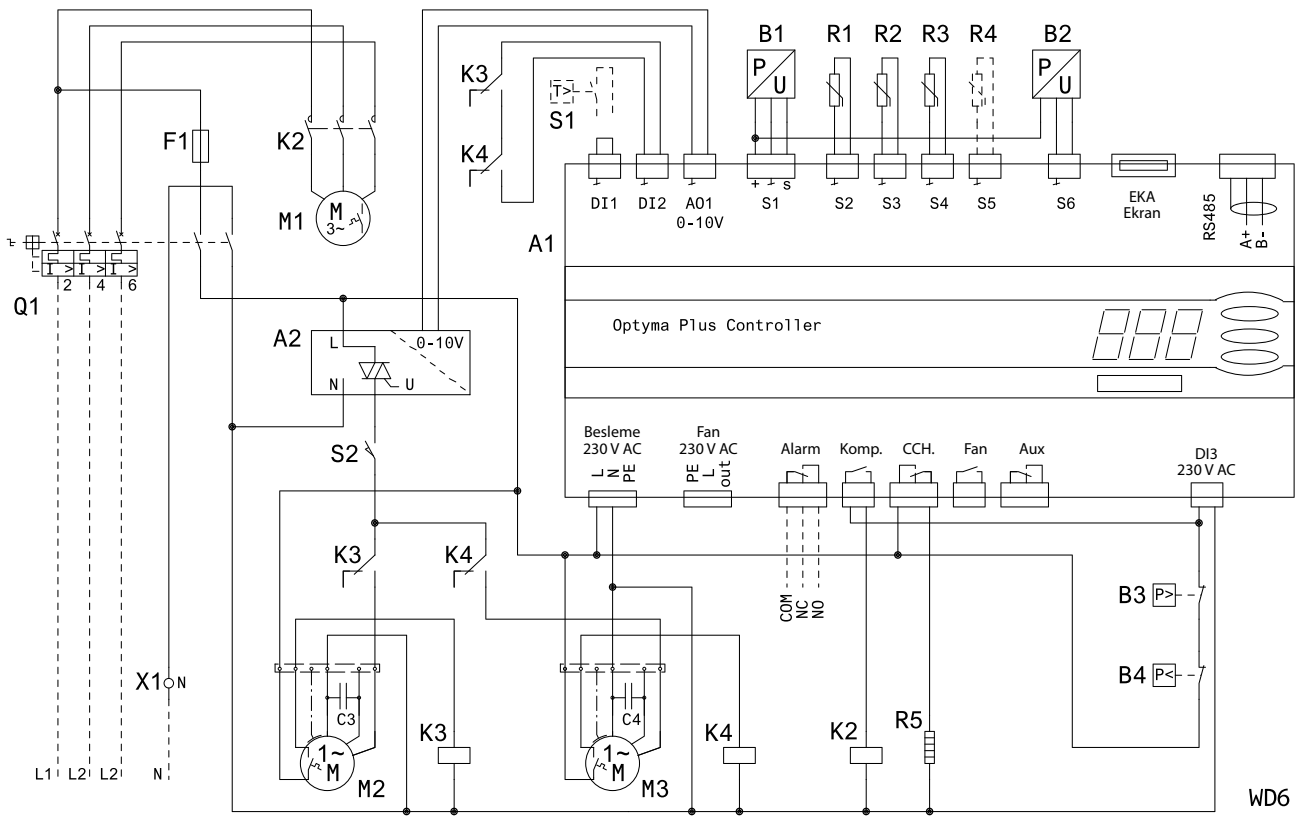 B1 R1 R2 R3 R4 B2
P U
P U
K3
T>
S1
F1
K2
K4
M 3~
M1
DI1 DI2 AO1 0-10V
+ s
S1 S2 S3 S4 S5 S6
EKA Ekran
RS485
A+
B-
A1
I > I > I >
2 4 6
Q1
Optyma Plus Controller
A2
L 0-10V
N U
S2
Besleme 230 V AC
L
N
PE
Fan 230 V AC
PE
L out
Alarm
Komp.
CCH.
Fan
Aux
DI3 230 V AC
K3 K4
COM
NC
NO
B3 P>
B4 P<
X1 N
C3
C4
K3
K4
K2
R5
1~ M
M2
1~ M
M3
L1 L2 L2 N
WD6